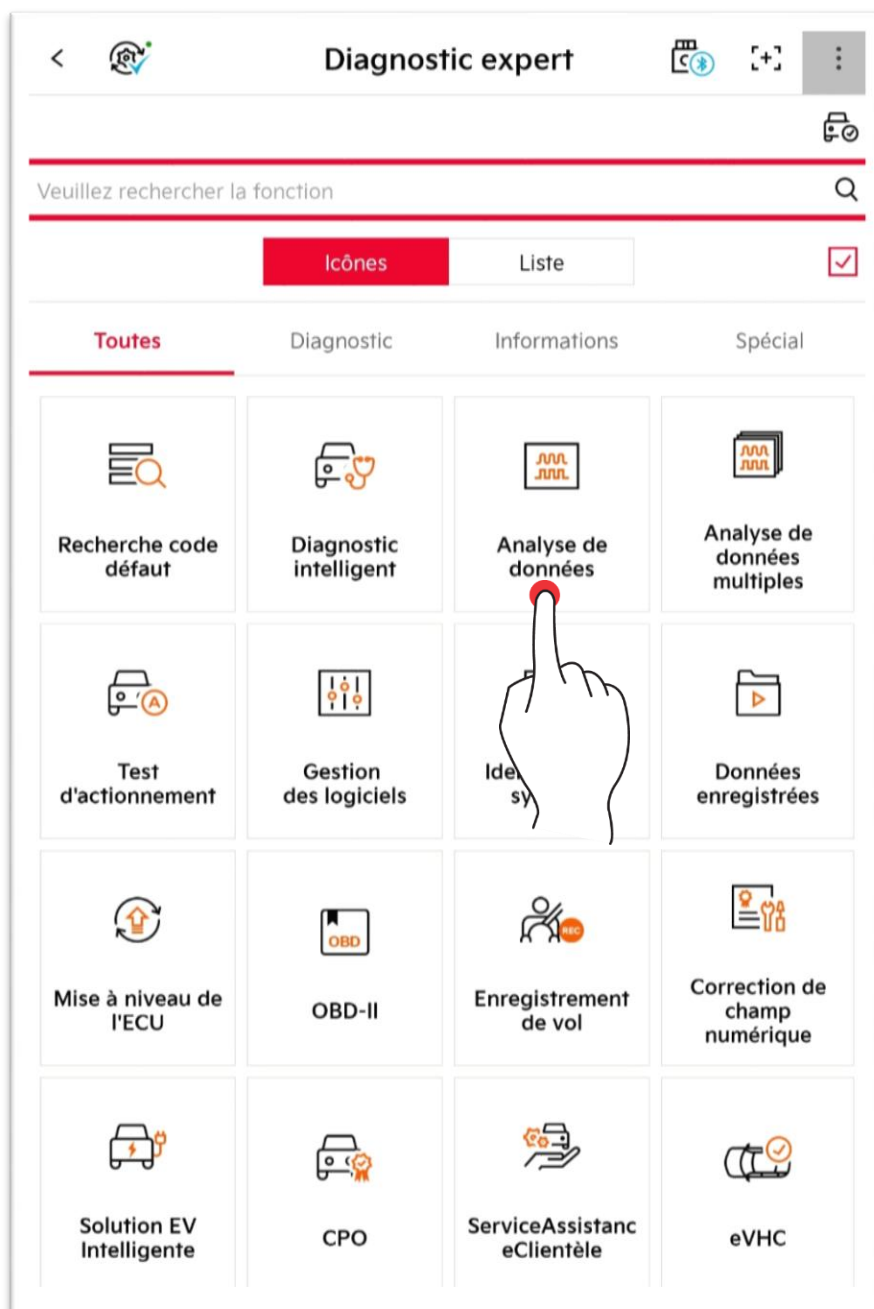 Diagnostic expert
Veuillez rechercher la fonction
Icônes
Liste
Toutes
Diagnostic
Informations
Spécial
Recherche code
défaut
Diagnostic
intelligent
Analyse de
données
Analyse de
données
multiples
Test
d'actionnement
Gestion
des logiciels
Données
enregistrées
OBD
REC
Mise à niveau de
l'ECU
OBD-II
Enregistrement
de vol
Correction de
champ
numérique
Solution EV
Intelligente
CPO
ServiceAssistanc
eClientèle
eVHC